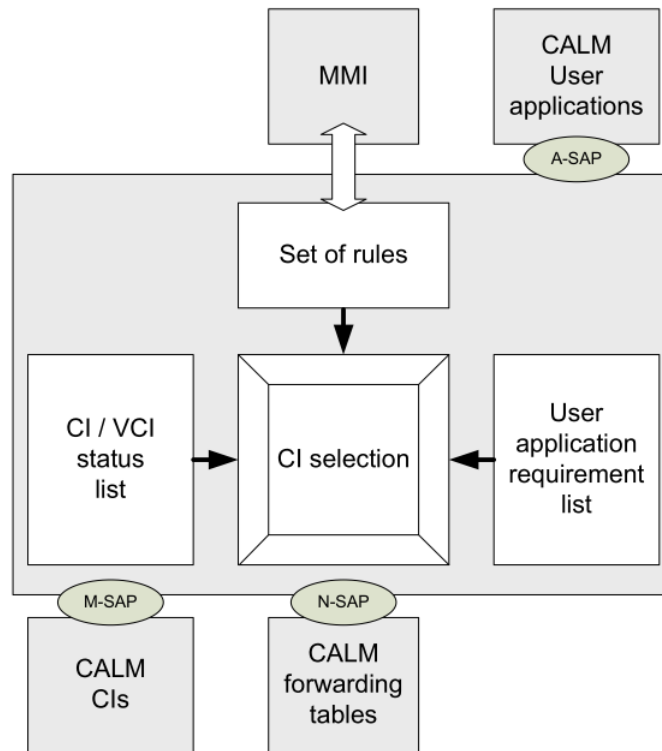 MMI
CALM
User
applications
A-SAP
Set of rules
CI / VCI
status
list
CI selection
User
application
requirement
list
M-SAP
N-SAP
CALM
CIs
CALM
forwarding
tables